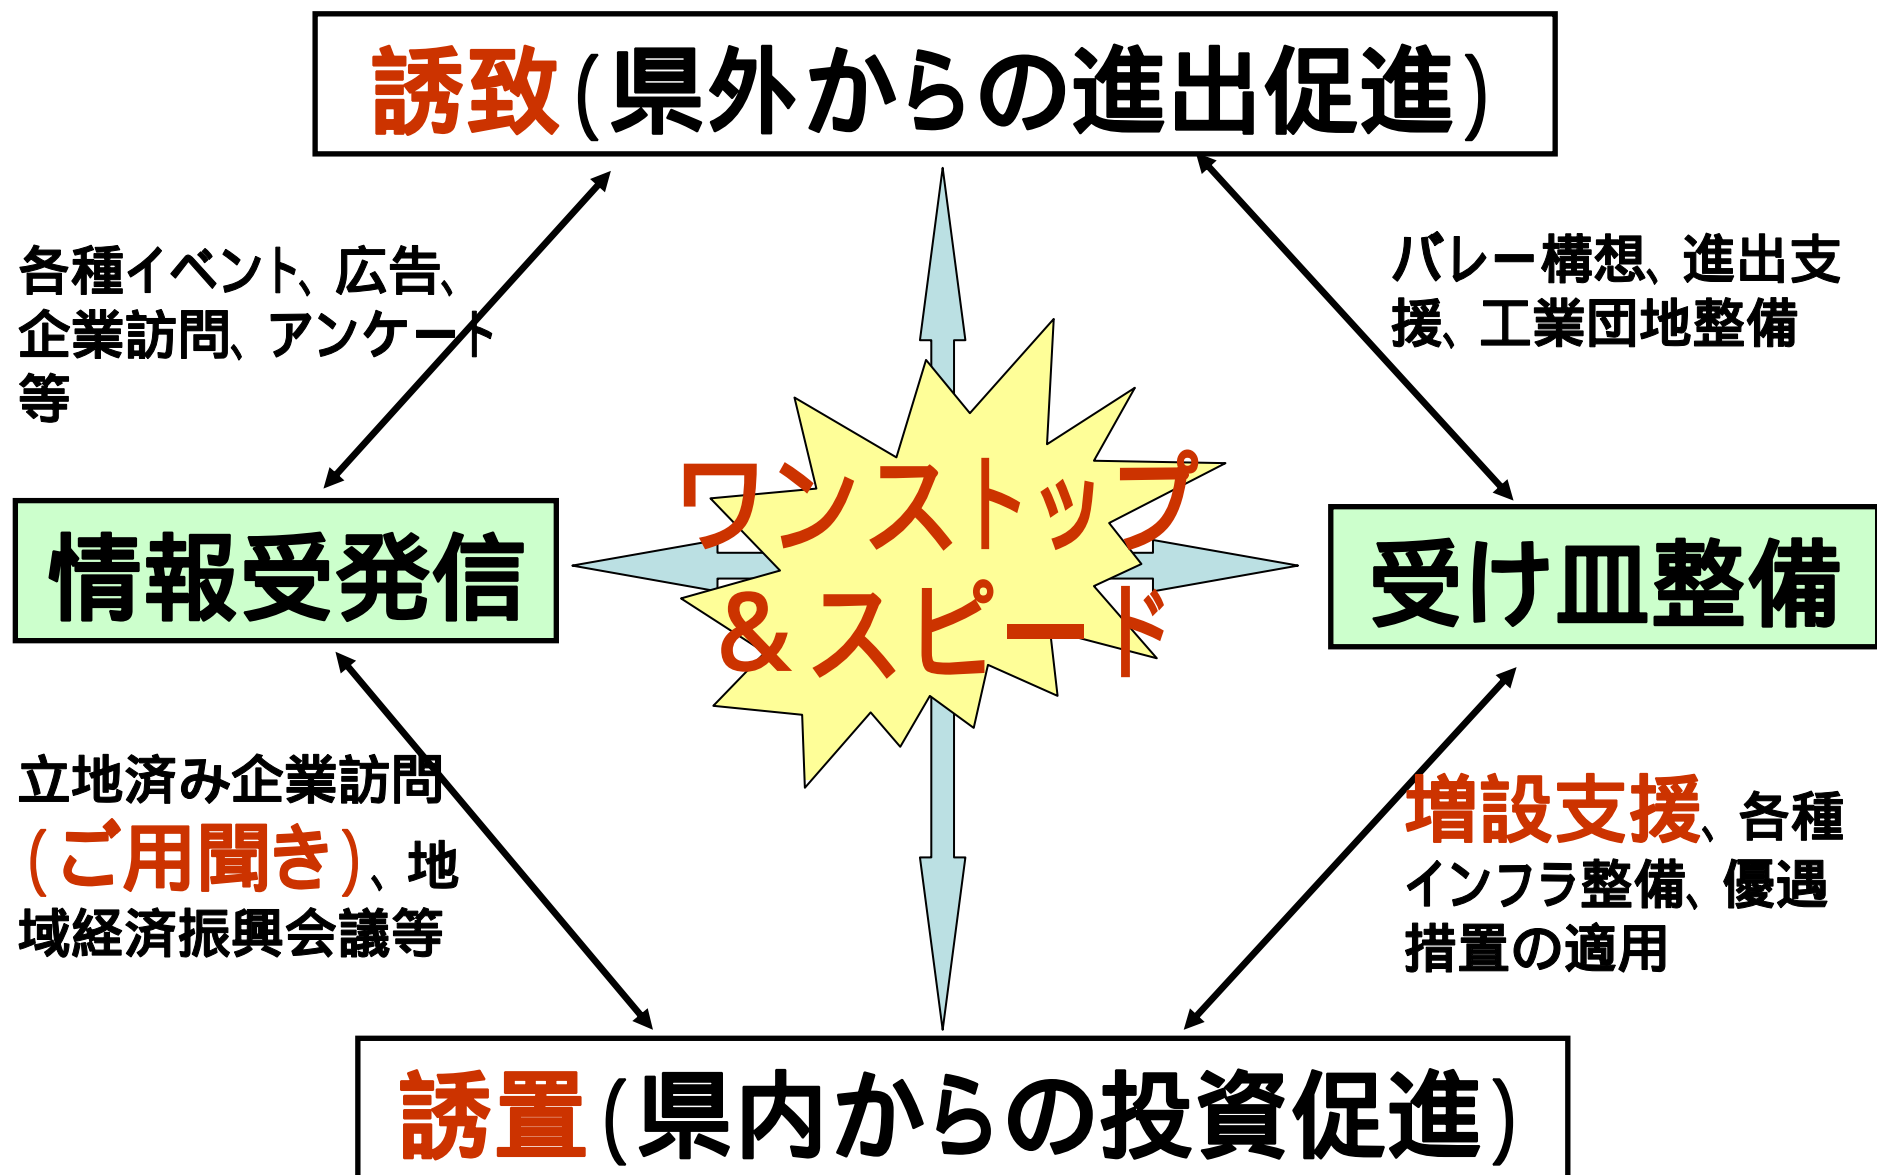 誘致(県外からの進出促進)
各種イベント、広告、
企業訪問、アンケート
等
バレー構想、進出支
援、工業団地整備
ワンストップ
&スピード
情報受発信
受け皿整備
立地済み企業訪問
(ご用聞き)、地
域経済振興会議等
増設支援、各種
インフラ整備、優遇
措置の適用
誘置(県内からの投資促進)